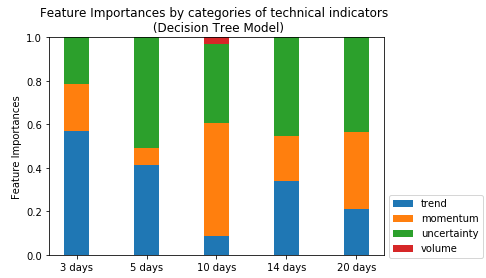 Feature Importances by categories of technical indicators
(Decision Tree Model)
Feature Importances
1.0
0.8
0.6
0.4
0.2
0.0
3 days
5 days
10 days
14 days
20 days
trend
momentum
uncertainty
volume